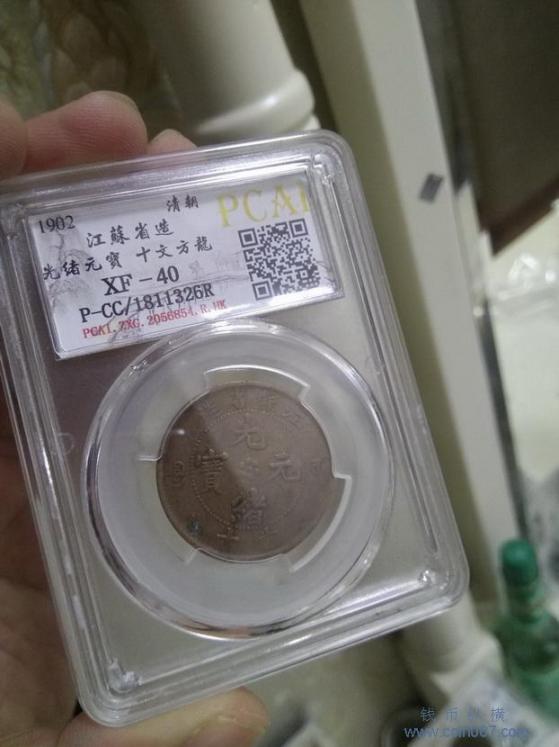 1902
清朝
PCAI
江蘇省造
光绪元寶 十文方龍
XF-40
P-CC/1811326R
PCAI.ZXG.2056854.R.HK
光
元
寶
緒
钱币纵横
www.coin007.com